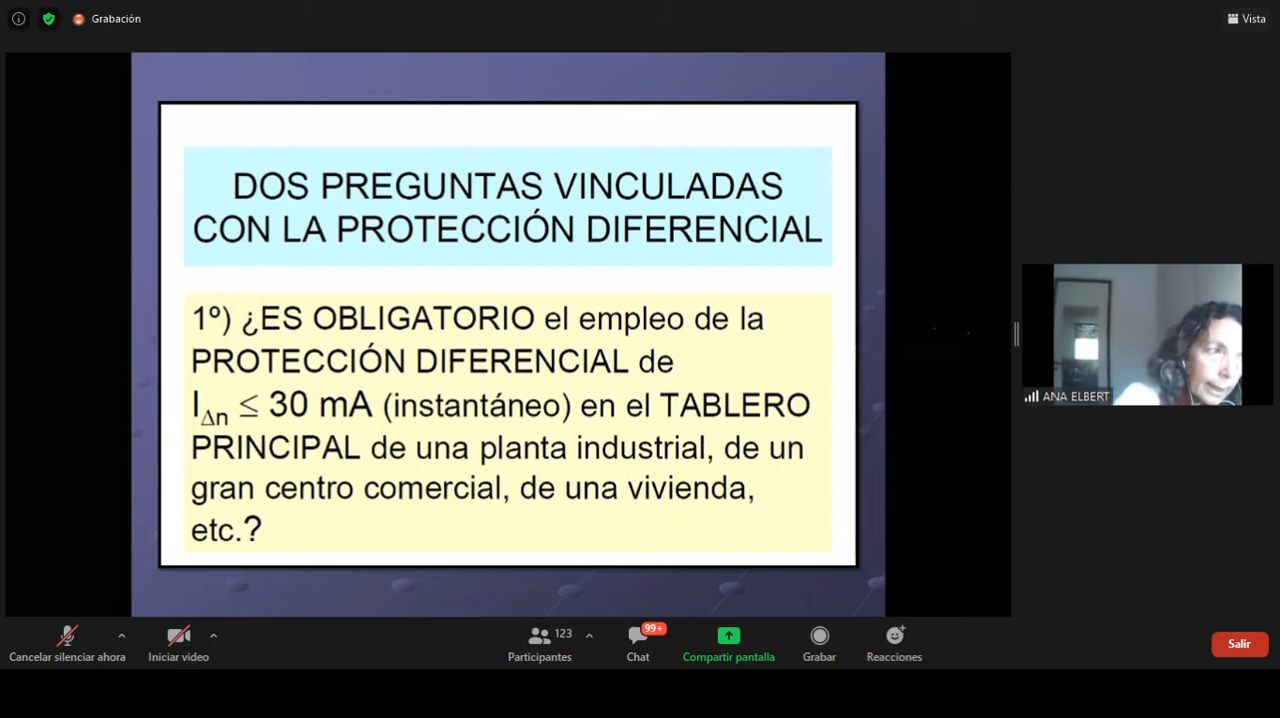 Grabación
Vista
DOS PREGUNTAS VINCULADAS
CON LA PROTECCIÓN DIFERENCIAL
1º) ¿ES OBLIGATORIO el empleo de la
PROTECCIÓN DIFERENCIAL de
IΔn ≤ 30 mA (instantáneo) en el TABLERO
PRINCIPAL de una planta industrial, de un
gran centro comercial, de una vivienda,
etc.?
ANA ELBERT
Cancelar silenciar ahora
Iniciar video
123
Participantes
99+
Chat
Compartir pantalla
Grabar
Reacciones
Salir